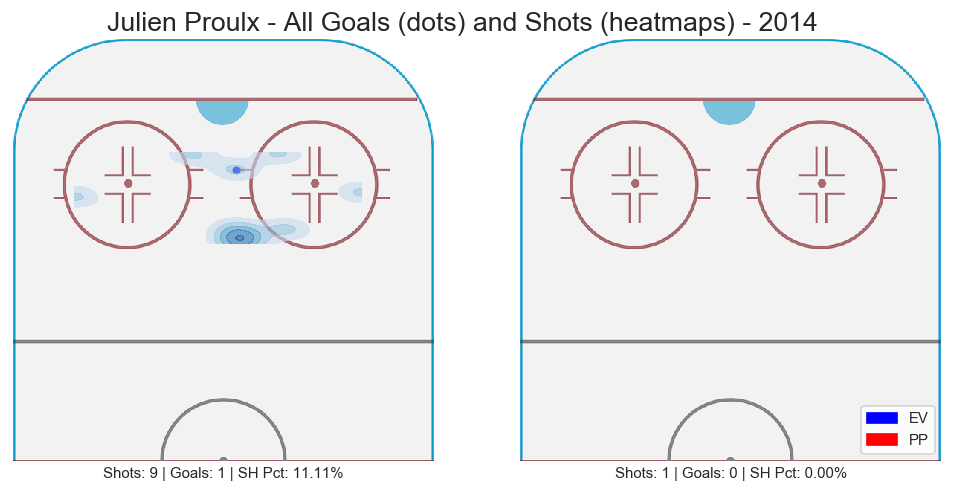 Julien Proulx - All Goals (dots) and Shots (heatmaps) - 2014
EV
PP
Shots: 9 | Goals: 1 | SH Pct: 11.11%
Shots: 1 | Goals: 0 | SH Pct: 0.00%